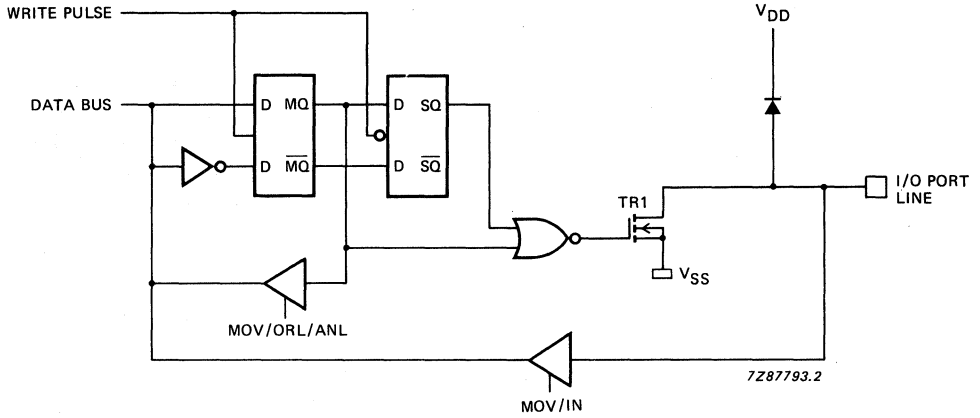 WRITE PULSE
V_DD
DATA BUS
D MQ
D SQ
D M̅Q̅
D S̅Q̅
TR1
I/O PORT
LINE
V_SS
MOV/ORL/ANL
7Z87793.2
MOV/IN